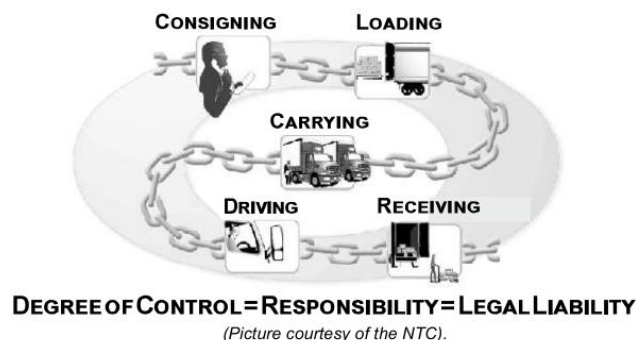 CONSIGNING
LOADING
CARRYING
DRIVING
RECEIVING
DEGREE OF CONTROL=RESPONSIBILITY=LEGAL LIABILITY
(Picture courtesy of the NTC).